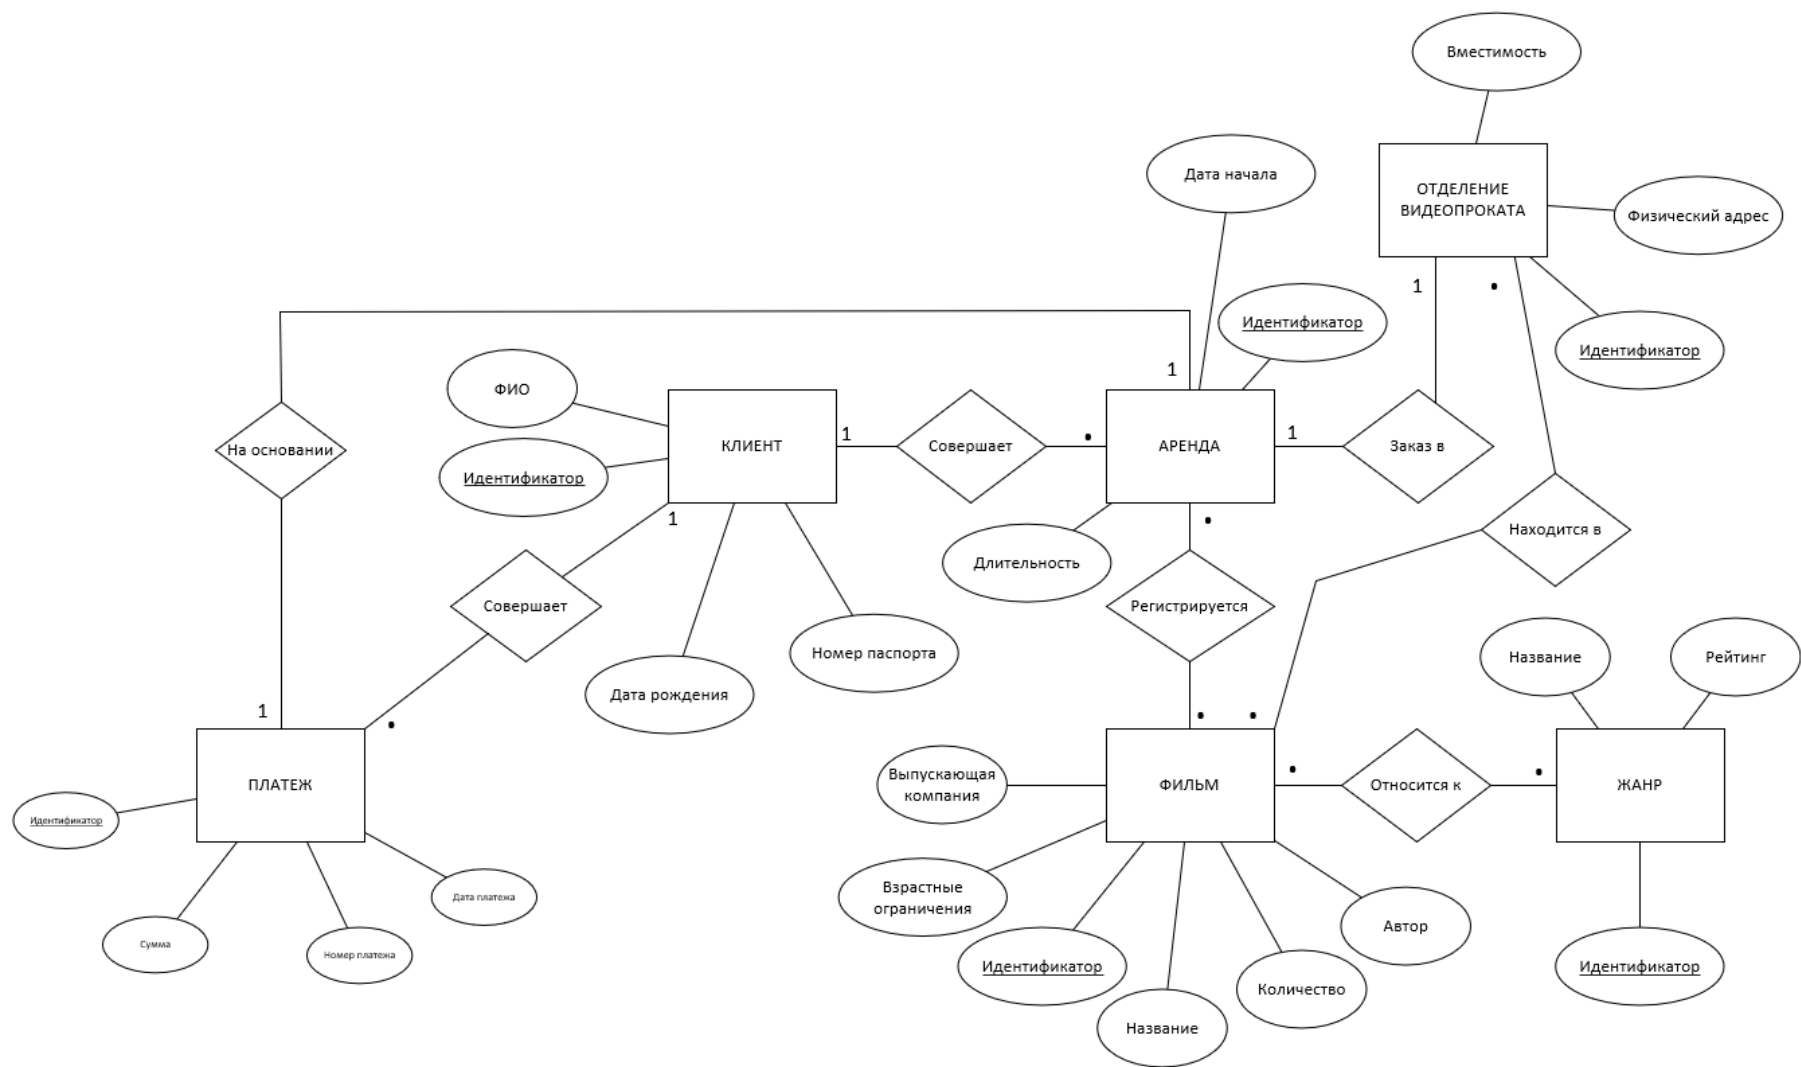 Вместимость
Дата начала
ОТДЕЛЕНИЕ
ВИДЕОПРОКАТА
Физический адрес
1
•
Идентификатор
Идентификатор
1
ФИО
КЛИЕНТ
1
Совершает
•
АРЕНДА
1
Заказ в
На основании
Идентификатор
1
•
Находится в
Длительность
Совершает
Регистрируется
Номер паспорта
Название
Рейтинг
Дата рождения
1
•
•
•
ПЛАТЕЖ
Выпускающая
компания
ФИЛЬМ
•
Относится к
•
ЖАНР
Идентификатор
Взрастные
ограничения
Дата платежа
Автор
Сумма
Номер платежа
Идентификатор
Количество
Идентификатор
Название